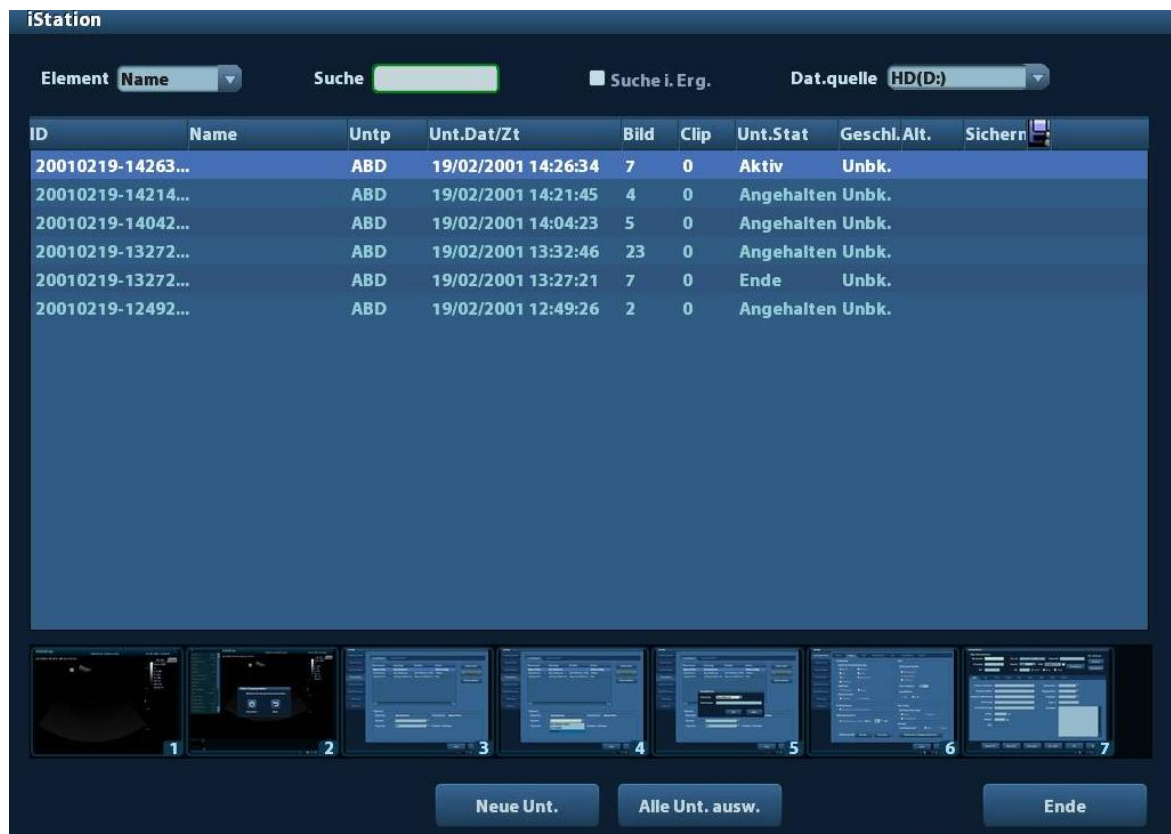 iStation
Element Name Suche Suche i. Erg. Dat.quelle HD(D:)
ID Name Untp Unt.Dat/Zt Bild Clip Unt.Stat Geschl. Alt. Sichern
20010219-14263... ABD 19/02/2001 14:26:34 7 0 Aktiv Unbk.
20010219-14214... ABD 19/02/2001 14:21:45 4 0 Angehalten Unbk.
20010219-14042... ABD 19/02/2001 14:04:23 5 0 Angehalten Unbk.
20010219-13272... ABD 19/02/2001 13:32:46 23 0 Angehalten Unbk.
20010219-13272... ABD 19/02/2001 13:27:21 7 0 Ende Unbk.
20010219-12492... ABD 19/02/2001 12:49:26 2 0 Angehalten Unbk.
1 2 3 4 5 6 7
Neue Unt. Alle Unt. ausw. Ende